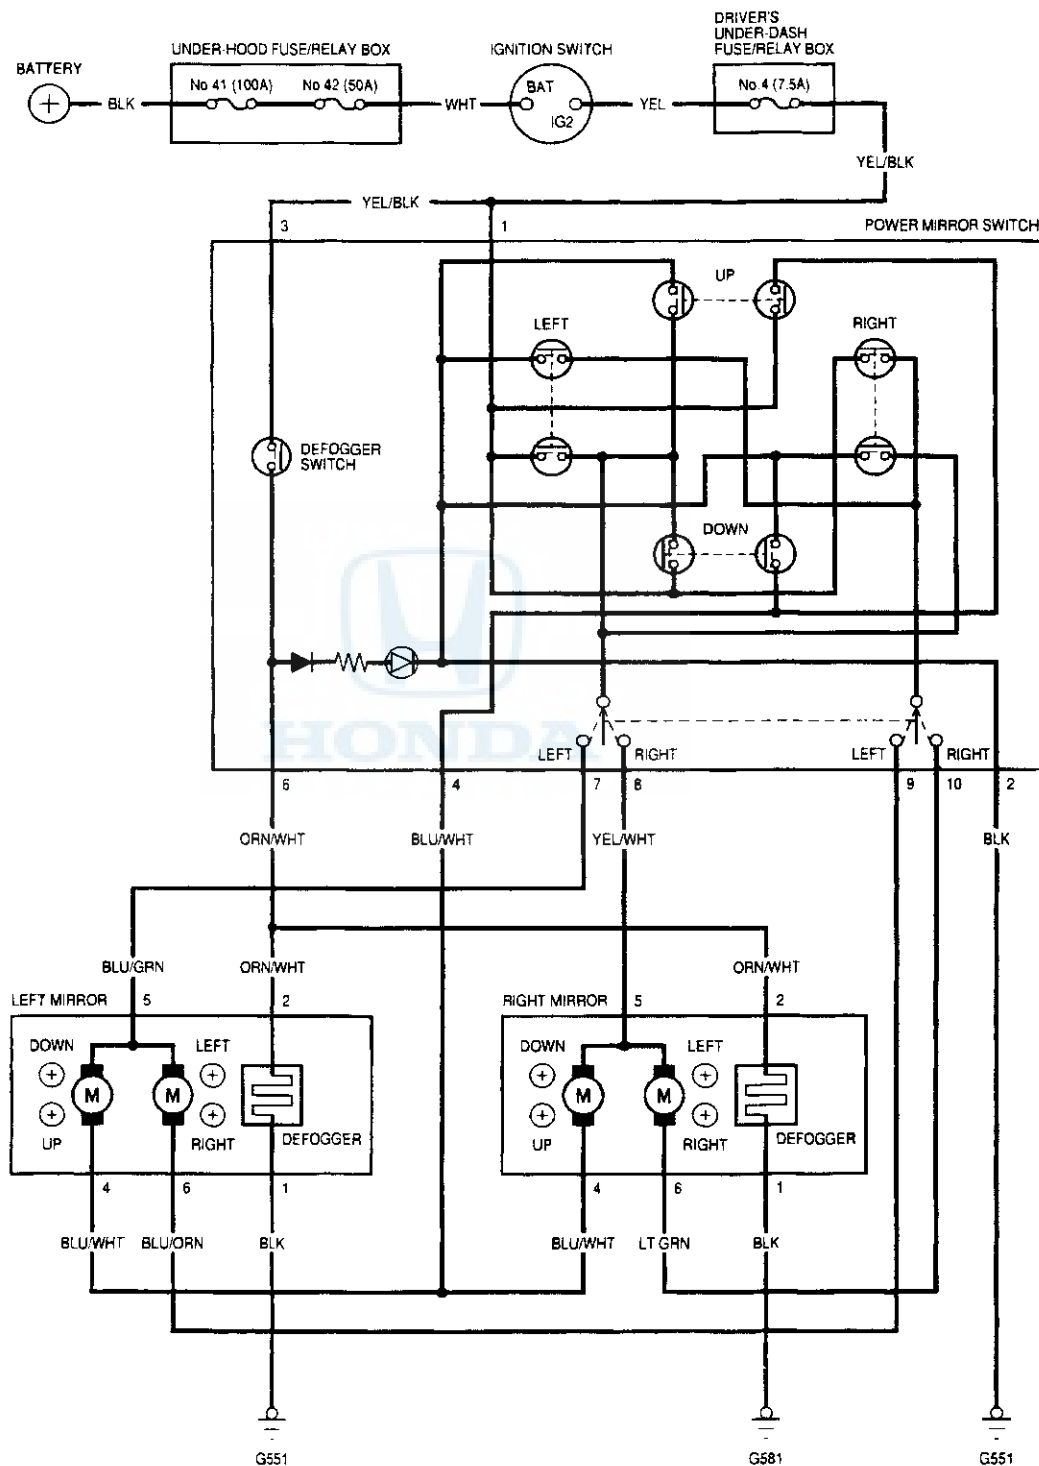 DRIVER'S
UNDER-DASH
FUSE/RELAY BOX
UNDER-HOOD FUSE/RELAY BOX
IGNITION SWITCH
BATTERY
No 41 (100A) No 42 (50A)
BAT
No.4 (7.5A)
BLK WHT YEL
IG2
YEL/BLK
YEL/BLK
3 1 POWER MIRROR SWITCH
UP
LEFT RIGHT
DEFOGGER
SWITCH
DOWN
HONDA
LEFT RIGHT LEFT RIGHT
6 4 7 8 9 10 2
ORN/WHT BLU/WHT YEL/WHT BLK
BLU/GRN ORN/WHT ORN/WHT
LEFT MIRROR 5 2 RIGHT MIRROR 5 2
DOWN LEFT DOWN LEFT
M M M M
UP RIGHT DEFOGGER UP RIGHT DEFOGGER
4 6 1 4 6 1
BLU/WHT BLU/ORN BLK BLU/WHT LT GRN BLK
G551 G581 G551